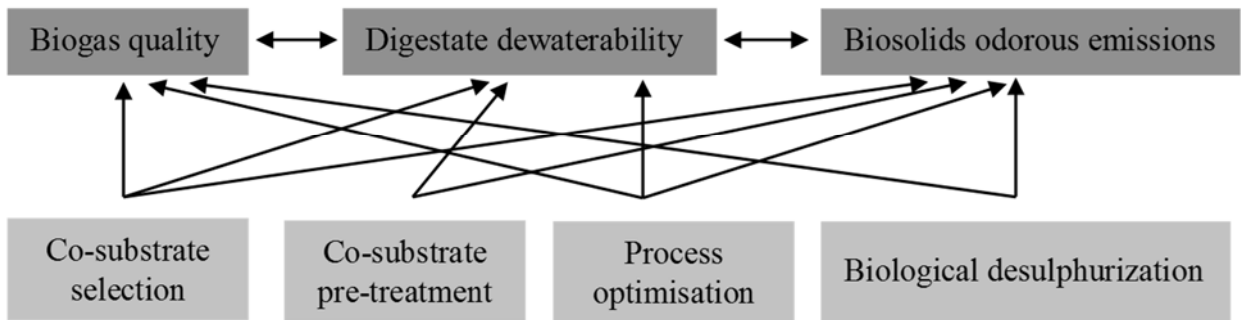 Biogas quality
Digestate dewaterability
Biosolids odorous emissions
Co-substrate
selection
Co-substrate
pre-treatment
Process
optimisation
Biological desulphurization